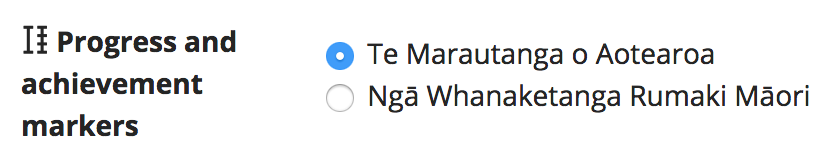 Progress and
achievement
markers
Te Marautanga o Aotearoa
Ngā Whanaketanga Rumaki Māori